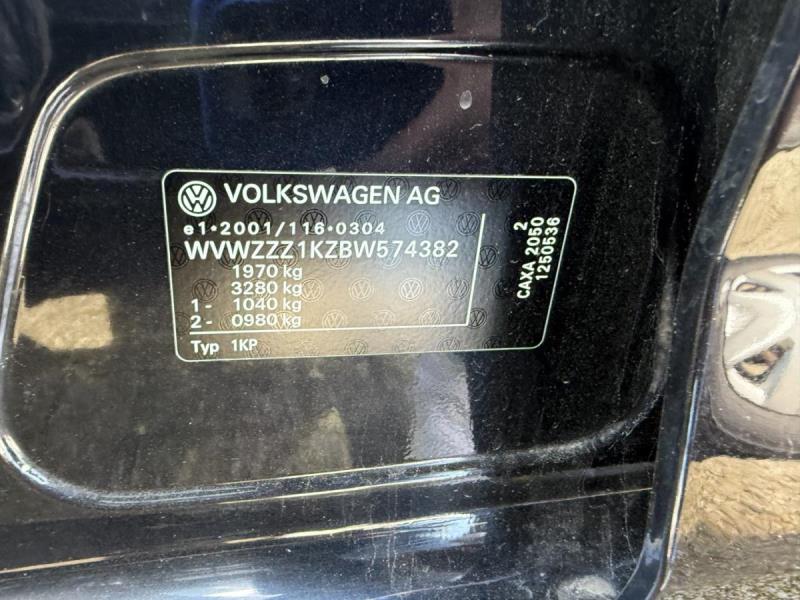 VOLKSWAGEN AG
e1•2001/116•0304
WVWZZZ1KZBW574382
1970 kg
3280 kg
1- 1040 kg
2- 0980 kg
Typ 1KP
2
CAXA 2050
1250536